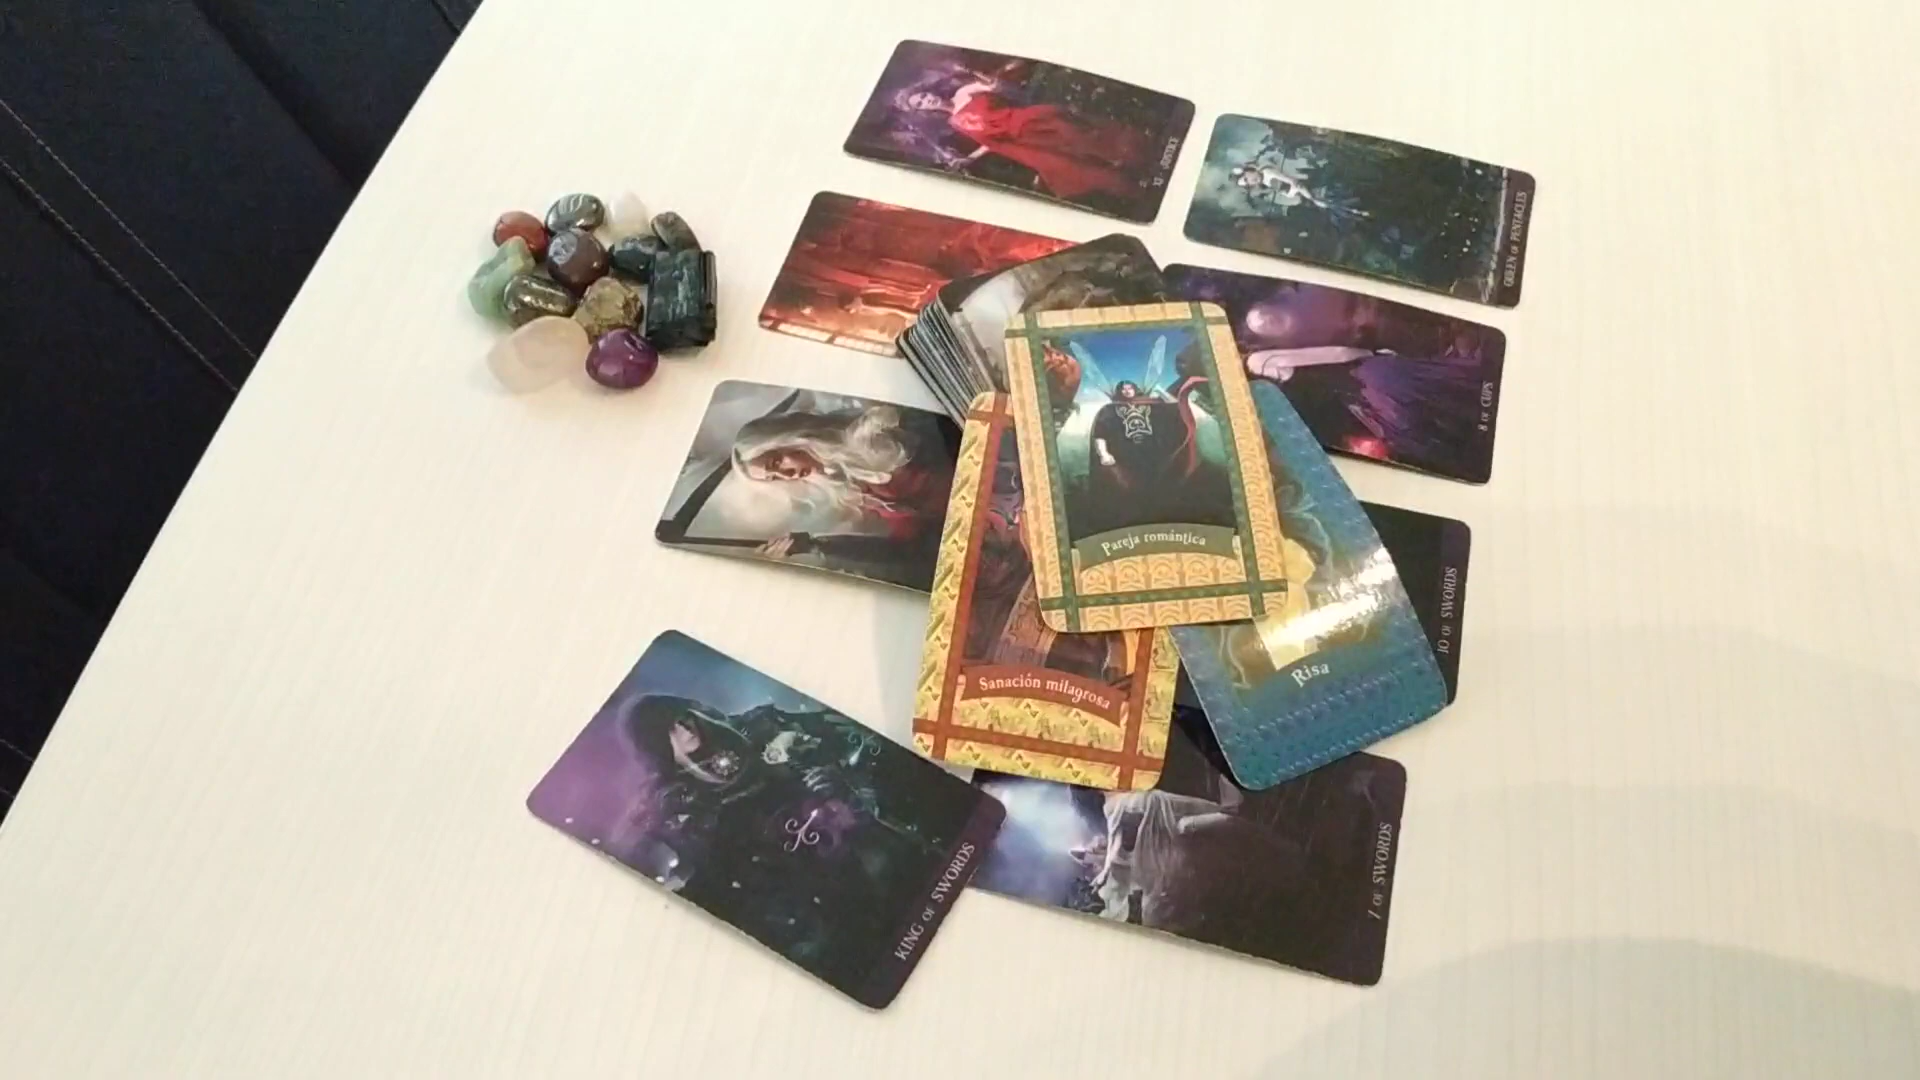 XI - JUSTICE
QUEEN OF PENTACLES
8 OF CUPS
Pareja romántica
10 OF SWORDS
Risa
Sanación milagrosa
7 OF SWORDS
KING OF SWORDS